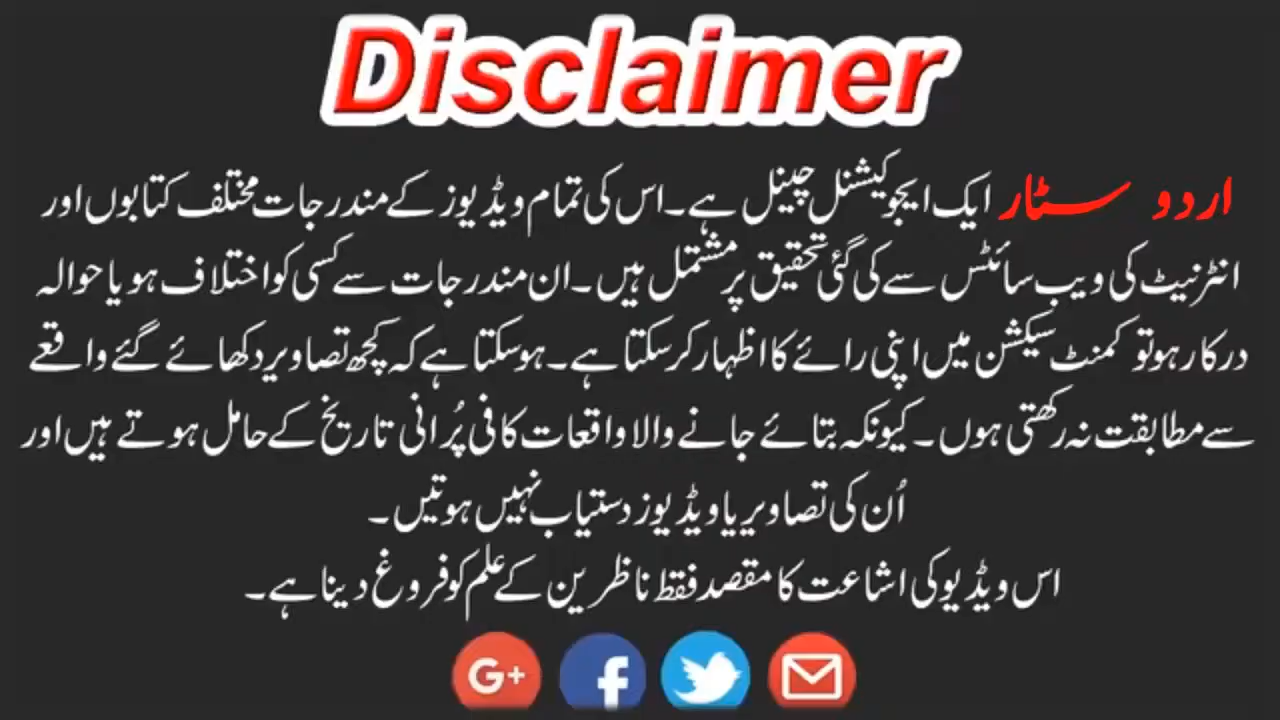 Disclaimer
اردو سٹار ایک ایجوکیشنل چینل ہے۔ اس کی تمام ویڈیوز کے مندرجات مختلف کتابوں اور
انٹرنیٹ کی ویب سائٹس سے کی گئی تحقیق پر مشتمل ہیں۔ ان مندرجات سے کسی کو اختلاف ہو یا حوالہ
درکار ہو تو کمنٹ سیکشن میں اپنی رائے کا اظہار کر سکتا ہے۔ ہوسکتا ہے کہ کچھ تصاویر دکھائے گئے واقعے
سے مطابقت نہ رکھتی ہوں۔ کیونکہ بتائے جانے والا واقعات کافی پُرانی تاریخ کے حامل ہوتے ہیں اور
اُن کی تصاویر یا ویڈیوز دستیاب نہیں ہوتیں۔
اس ویڈیو کی اشاعت کا مقصد فقط ناظرین کے علم کو فروغ دینا ہے۔
G+